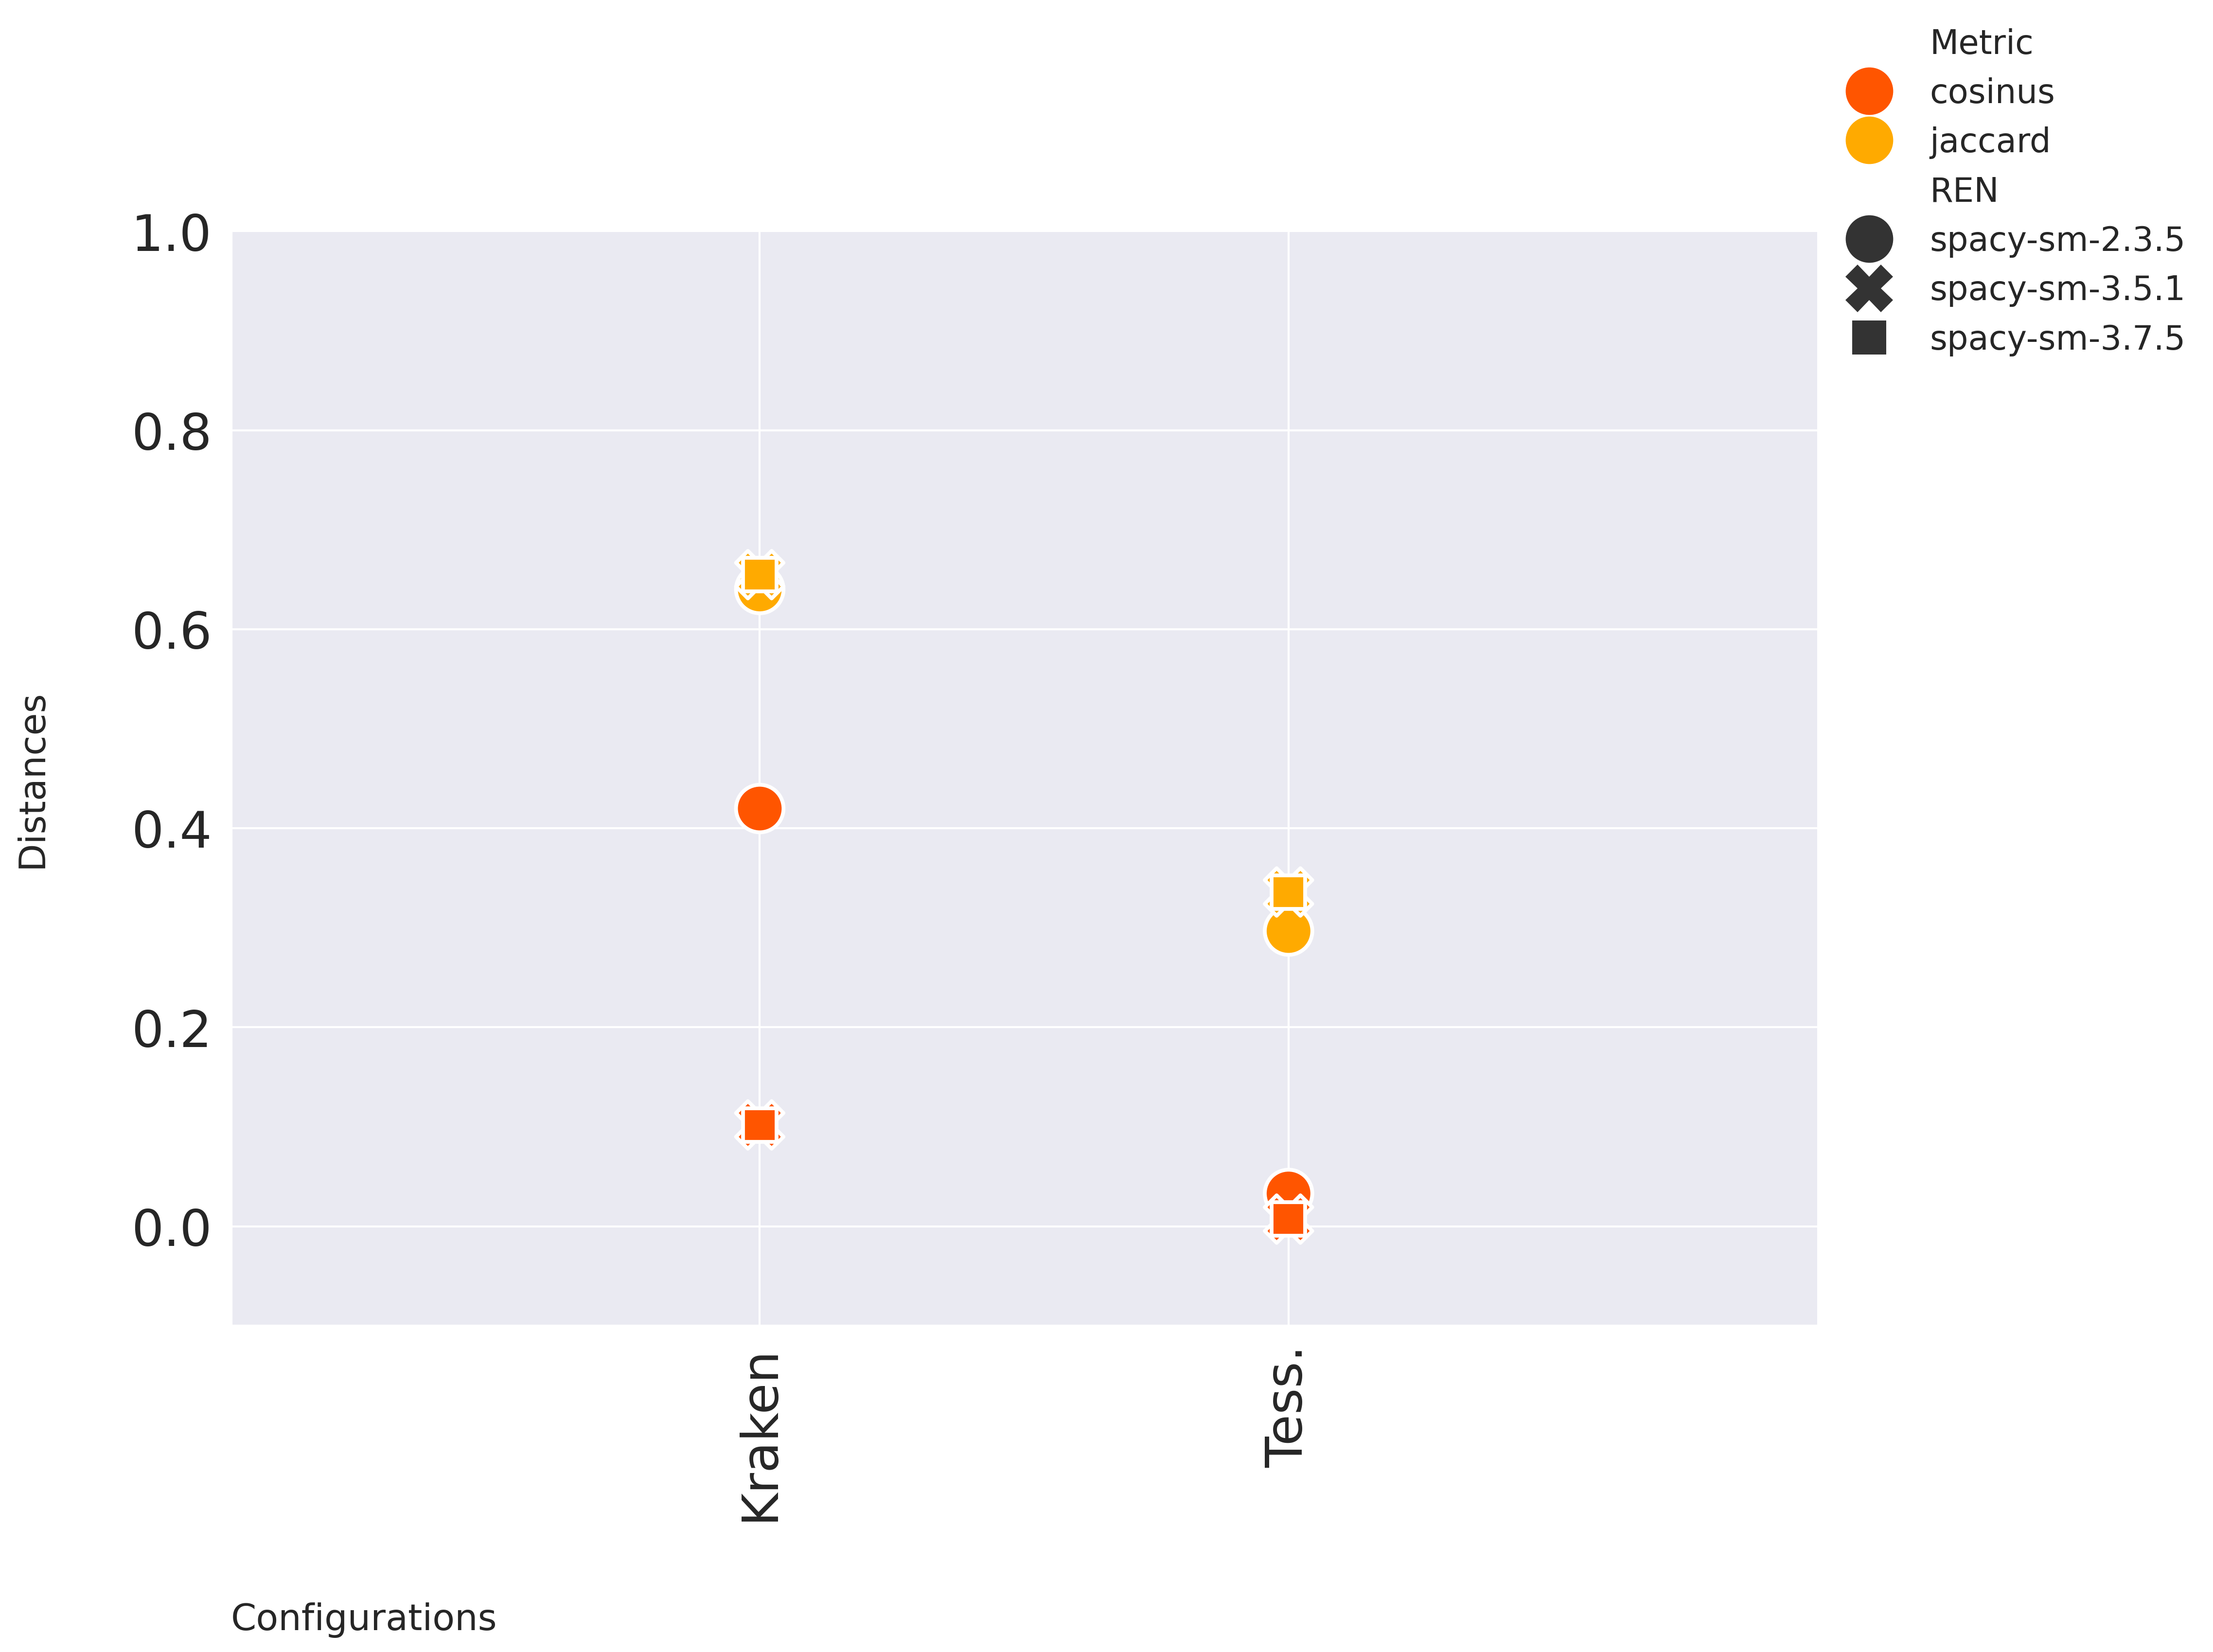 Metric
cosinus
jaccard
REN
spacy-sm-2.3.5
spacy-sm-3.5.1
spacy-sm-3.7.5
1.0
0.8
0.6
0.4
0.2
0.0
Distances
Kraken
Tess.
Configurations